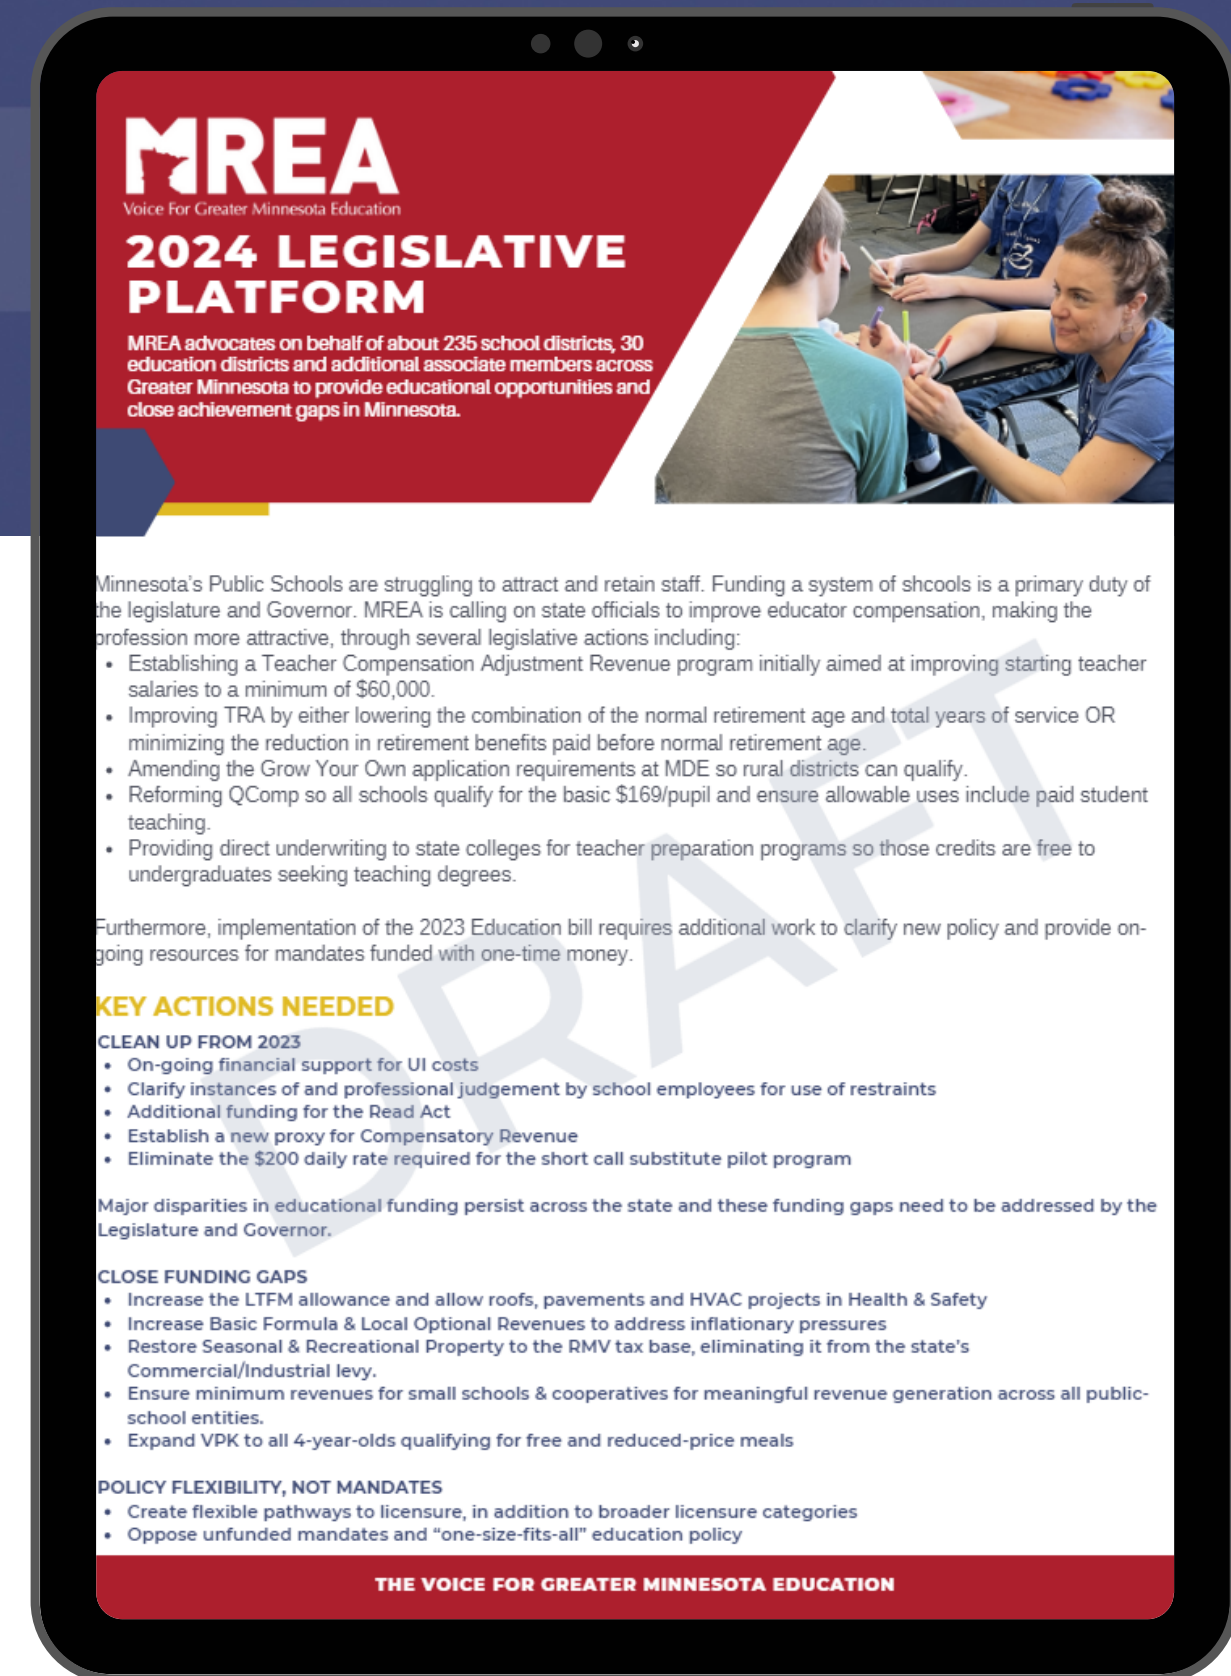 MREA
Voice For Greater Minnesota Education
2024 LEGISLATIVE
PLATFORM
MREA advocates on behalf of about 235 school districts, 30
education districts and additional associate members across
Greater Minnesota to provide educational opportunities and
close achievement gaps in Minnesota.
Minnesota's Public Schools are struggling to attract and retain staff. Funding a system of shcools is a primary duty of
the legislature and Governor. MREA is calling on state officials to improve educator compensation, making the
profession more attractive, through several legislative actions including:
• Establishing a Teacher Compensation Adjustment Revenue program initially aimed at improving starting teacher
salaries to a minimum of $60,000.
• Improving TRA by either lowering the combination of the normal retirement age and total years of service OR
minimizing the reduction in retirement benefits paid before normal retirement age.
• Amending the Grow Your Own application requirements at MDE so rural districts can qualify.
• Reforming QComp so all schools qualify for the basic $169/pupil and ensure allowable uses include paid student
teaching.
• Providing direct underwriting to state colleges for teacher preparation programs so those credits are free to
undergraduates seeking teaching degrees.
Furthermore, implementation of the 2023 Education bill requires additional work to clarify new policy and provide on-
going resources for mandates funded with one-time money.
KEY ACTIONS NEEDED
CLEAN UP FROM 2023
• On-going financial support for UI costs
• Clarify instances of and professional judgement by school employees for use of restraints
• Additional funding for the Read Act
• Establish a new proxy for Compensatory Revenue
• Eliminate the $200 daily rate required for the short call substitute pilot program
Major disparities in educational funding persist across the state and these funding gaps need to be addressed by the
Legislature and Governor.
CLOSE FUNDING GAPS
• Increase the LTFM allowance and allow roofs, pavements and HVAC projects in Health & Safety
• Increase Basic Formula & Local Optional Revenues to address inflationary pressures
• Restore Seasonal & Recreational Property to the RMV tax base, eliminating it from the state's
Commercial/Industrial levy.
• Ensure minimum revenues for small schools & cooperatives for meaningful revenue generation across all public-
school entities.
• Expand VPK to all 4-year-olds qualifying for free and reduced-price meals
POLICY FLEXIBILITY, NOT MANDATES
• Create flexible pathways to licensure, in addition to broader licensure categories
• Oppose unfunded mandates and “one-size-fits-all” education policy
THE VOICE FOR GREATER MINNESOTA EDUCATION
DRAFT